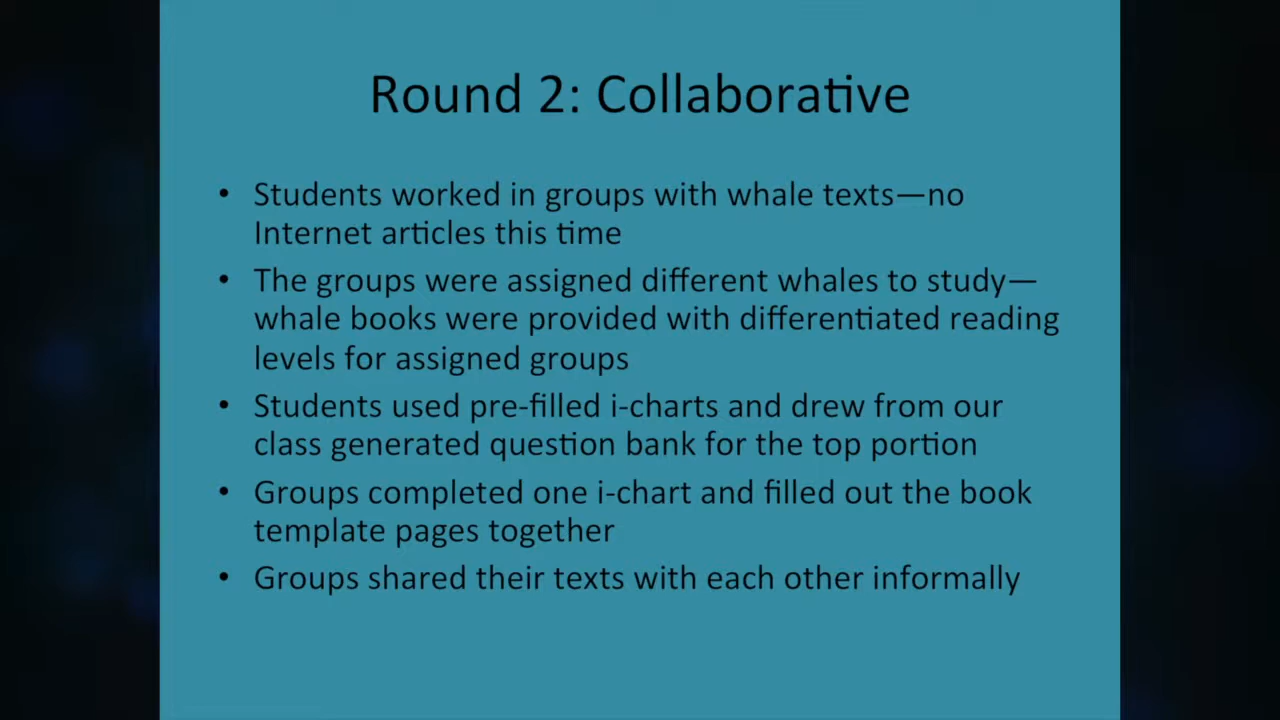 Round 2: Collaborative
• Students worked in groups with whale texts—no
Internet articles this time
• The groups were assigned different whales to study—
whale books were provided with differentiated reading
levels for assigned groups
• Students used pre-filled i-charts and drew from our
class generated question bank for the top portion
• Groups completed one i-chart and filled out the book
template pages together
• Groups shared their texts with each other informally